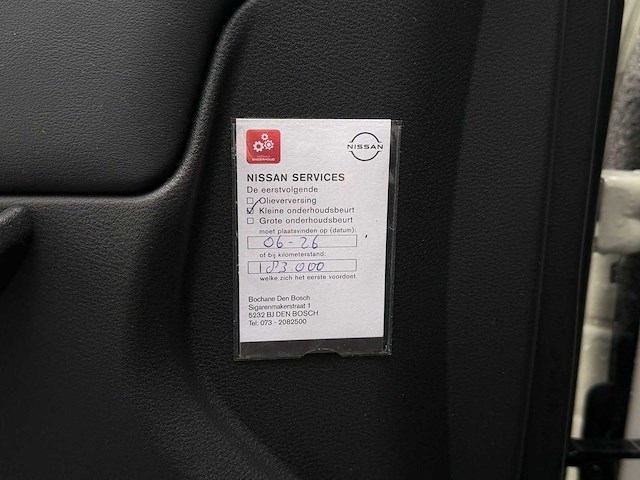 NISSAN
NISSAN SERVICES
De eerstvolgende
Olieverversing
Kleine onderhoudsbeurt
Grote onderhoudsbeurt
moet plaatsvinden op (datum):
06-26
of bij kilometerstand:
183.000
welke zich het eerste voordoet.
Bochane Den Bosch
Sigarenmakerstraat 1
5232 BJ DEN BOSCH
Tel: 073 - 2082500